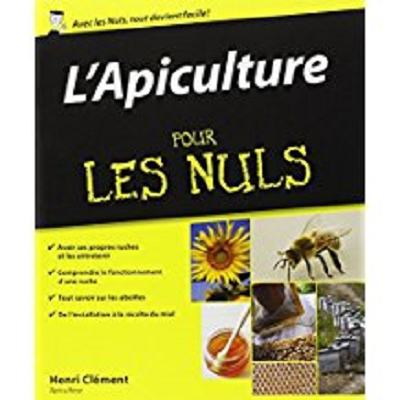 Avec les Nuls, tout devient facile!
L'Apiculture
POUR
LES NULS
Avoir ses propres ruches
et les entretenir
Comprendre le fonctionnement
d'une ruche
Tout savoir sur les abeilles
De l'installation à la récolte du miel
Henri Clément
Apiculteur